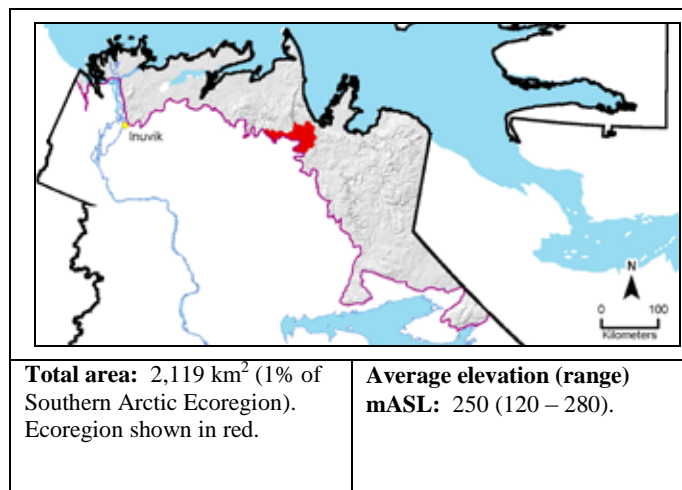 Inuvik
N
0 100
Kilometers
Total area: 2,119 km² (1% of
Southern Arctic Ecoregion).
Ecoregion shown in red.
Average elevation (range)
mASL: 250 (120 – 280).